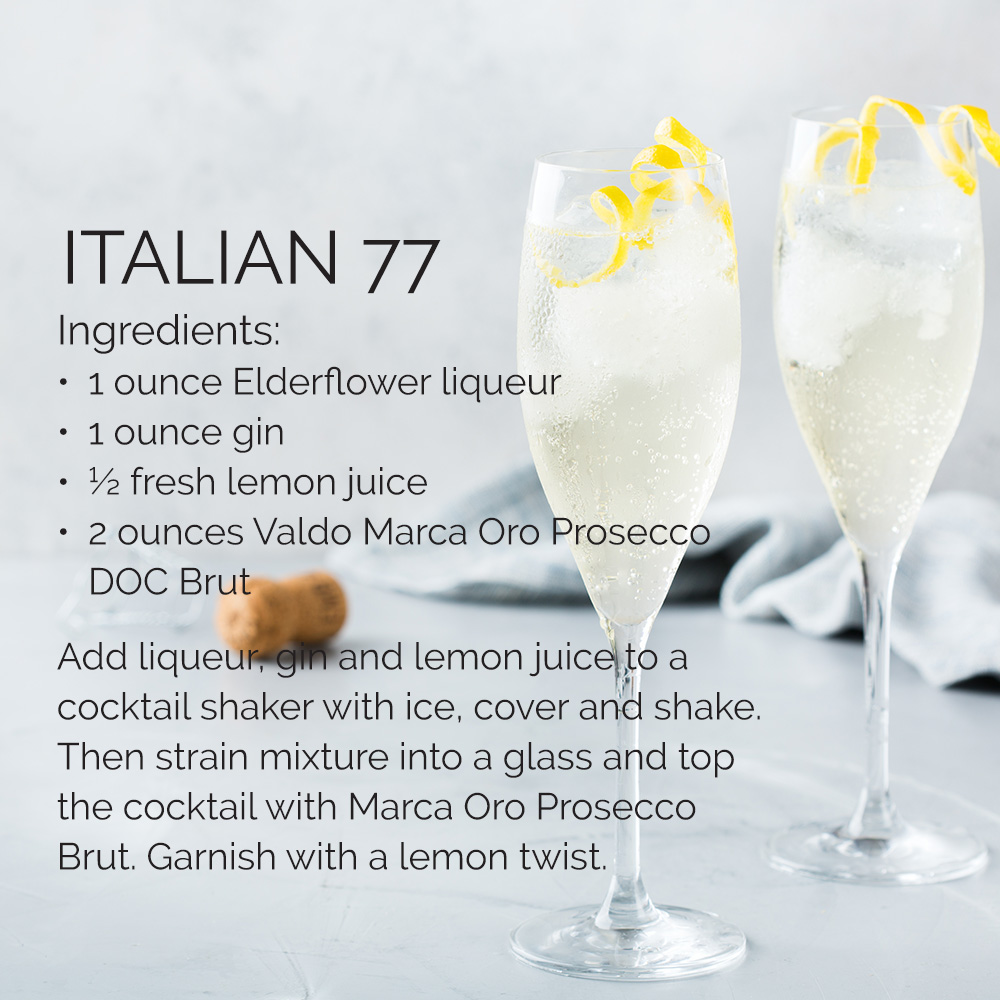 ITALIAN 77
Ingredients:
• 1 ounce Elderflower liqueur
• 1 ounce gin
• ½ fresh lemon juice
• 2 ounces Valdo Marca Oro Prosecco
DOC Brut
Add liqueur, gin and lemon juice to a
cocktail shaker with ice, cover and shake.
Then strain mixture into a glass and top
the cocktail with Marca Oro Prosecco
Brut. Garnish with a lemon twist.